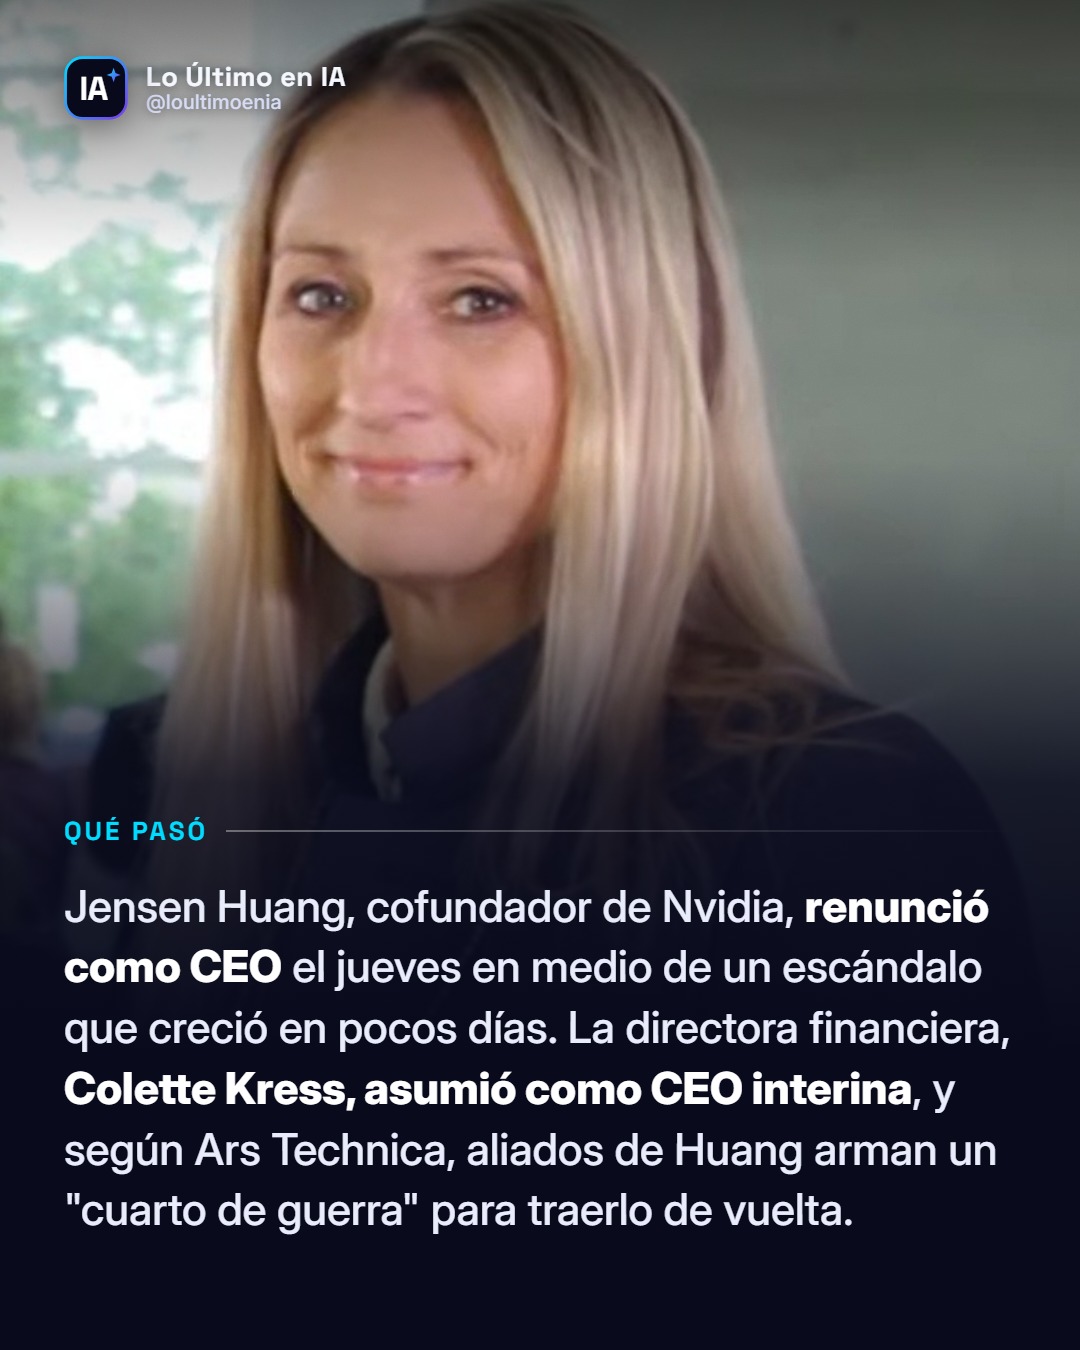 IA
Lo Último en IA
@loultimoenia
QUÉ PASÓ
Jensen Huang, cofundador de Nvidia, renunció
como CEO el jueves en medio de un escándalo
que creció en pocos días. La directora financiera,
Colette Kress, asumió como CEO interina, y
según Ars Technica, aliados de Huang arman un
"cuarto de guerra" para traerlo de vuelta.